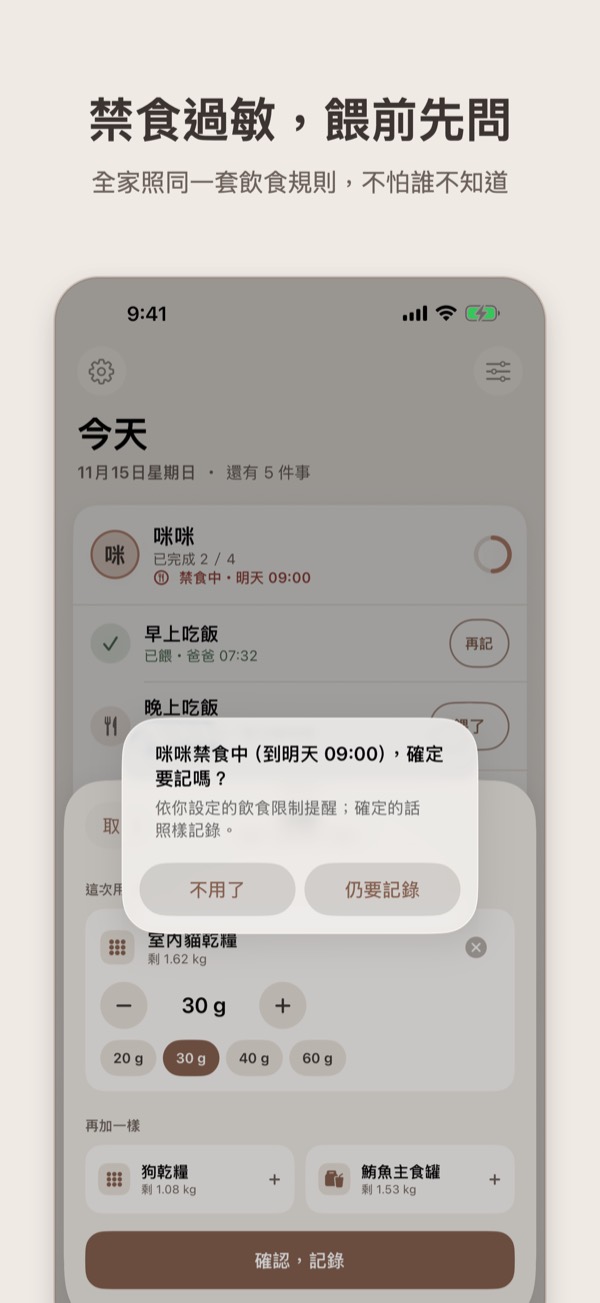 禁食過敏，餵前先問
全家照同一套飲食規則，不怕誰不知道
9:41
今天
11月15日星期日 · 還有 5 件事
咪
咪咪
已完成 2 / 4
禁食中·明天 09:00
早上吃飯
已餵·爸爸 07:32
再記
晚上吃飯
了
咪咪禁食中（到明天 09:00），確定
要記嗎？
依你設定的飲食限制提醒；確定的話
照樣記錄。
不用了
仍要記錄
取
這次用
室內貓乾糧
剩 1.62 kg
30 g
20 g
30 g
40 g
60 g
再加一樣
狗乾糧
剩 1.08 kg
鮪魚主食罐
剩 1.53 kg
確認，記錄